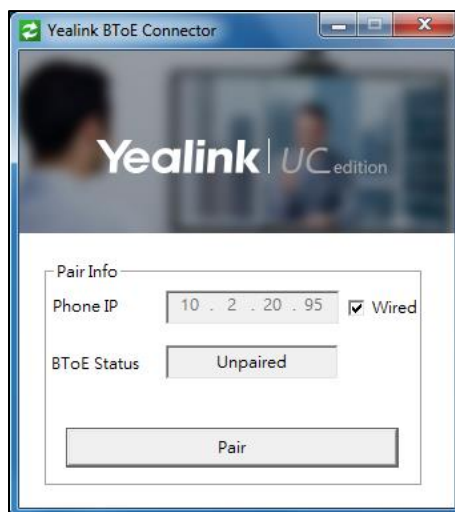 Yealink BToE Connector
Yealink | UC edition
Pair Info
Phone IP 10 . 2 . 20 . 95 Wired
BToE Status Unpaired
Pair